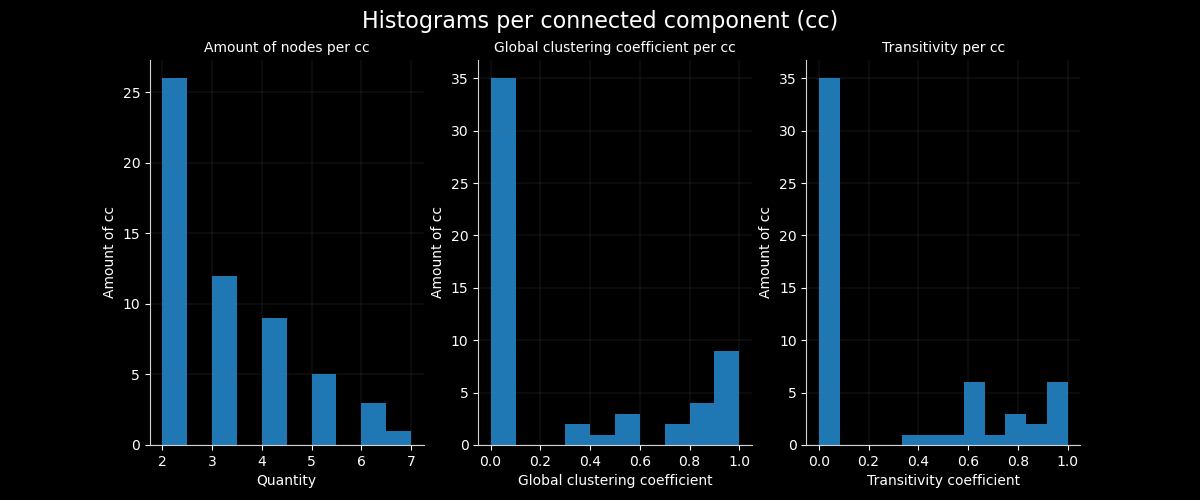 Histograms per connected component (cc)
Amount of nodes per cc
Amount of cc
0
5
10
15
20
25
2 3 4 5 6 7
Quantity
Global clustering coefficient per cc
Amount of cc
0
5
10
15
20
25
30
35
0.0 0.2 0.4 0.6 0.8 1.0
Global clustering coefficient
Transitivity per cc
Amount of cc
0
5
10
15
20
25
30
35
0.0 0.2 0.4 0.6 0.8 1.0
Transitivity coefficient